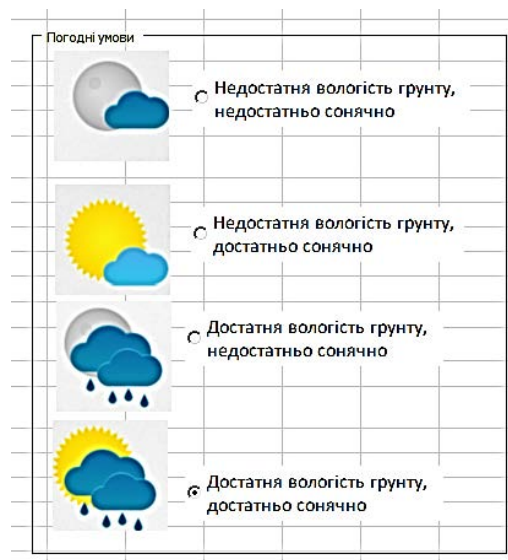 Погодні умови
Недостатня вологість грунту,
недостатньо сонячно
Недостатня вологість грунту,
достатньо сонячно
Достатня вологість грунту,
недостатньо сонячно
Достатня вологість грунту,
достатньо сонячно